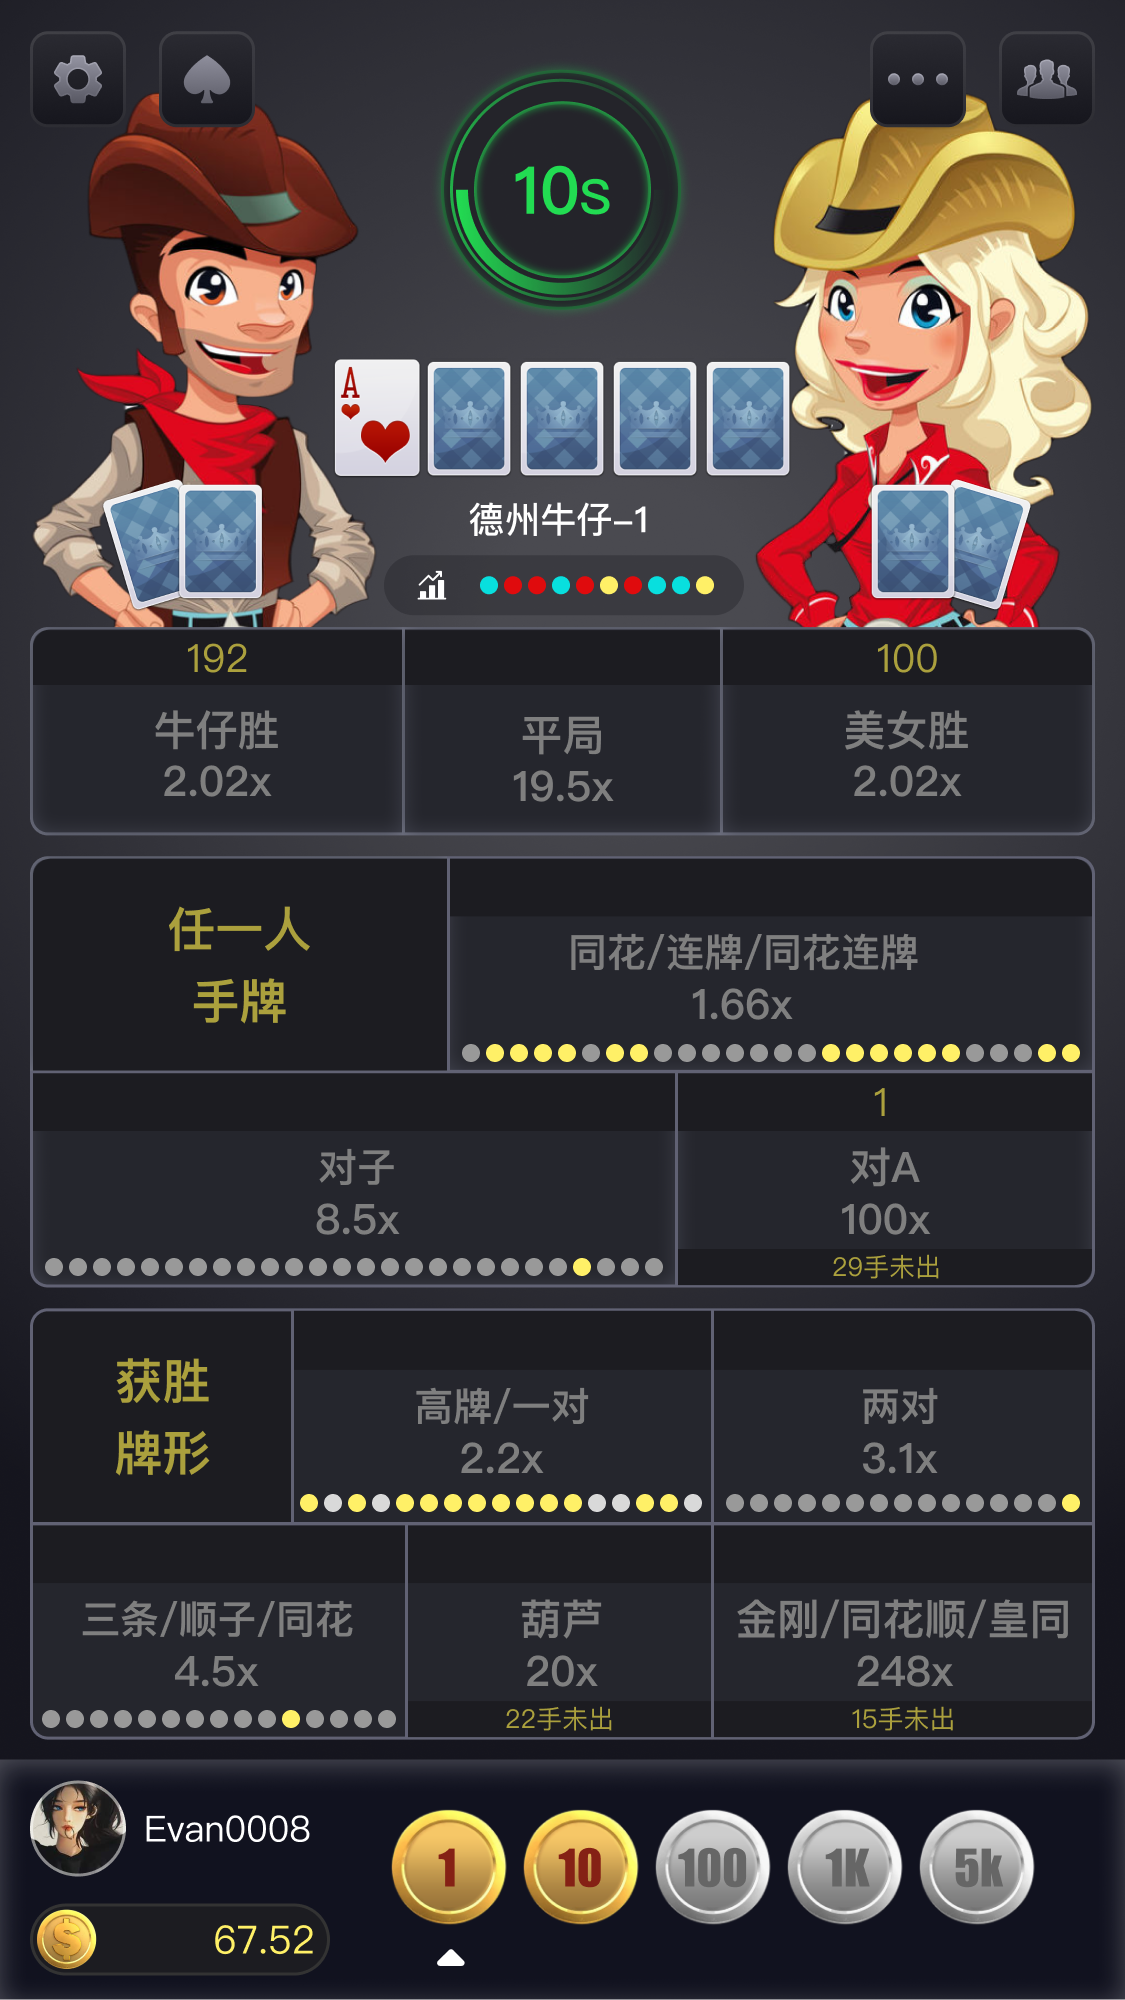 10s
A
德州牛仔-1
192
100
牛仔胜
平局
美女胜
2.02x
19.5x
2.02x
任一人
手牌
同花/连牌/同花连牌
1.66x
1
对子
对A
8.5x
100x
29手未出
获胜
牌形
高牌/一对
两对
2.2x
3.1x
三条/顺子/同花
葫芦
金刚/同花顺/皇同
4.5x
20x
248x
22手未出
15手未出
Evan0008
1
10
100
1K
5k
$
67.52